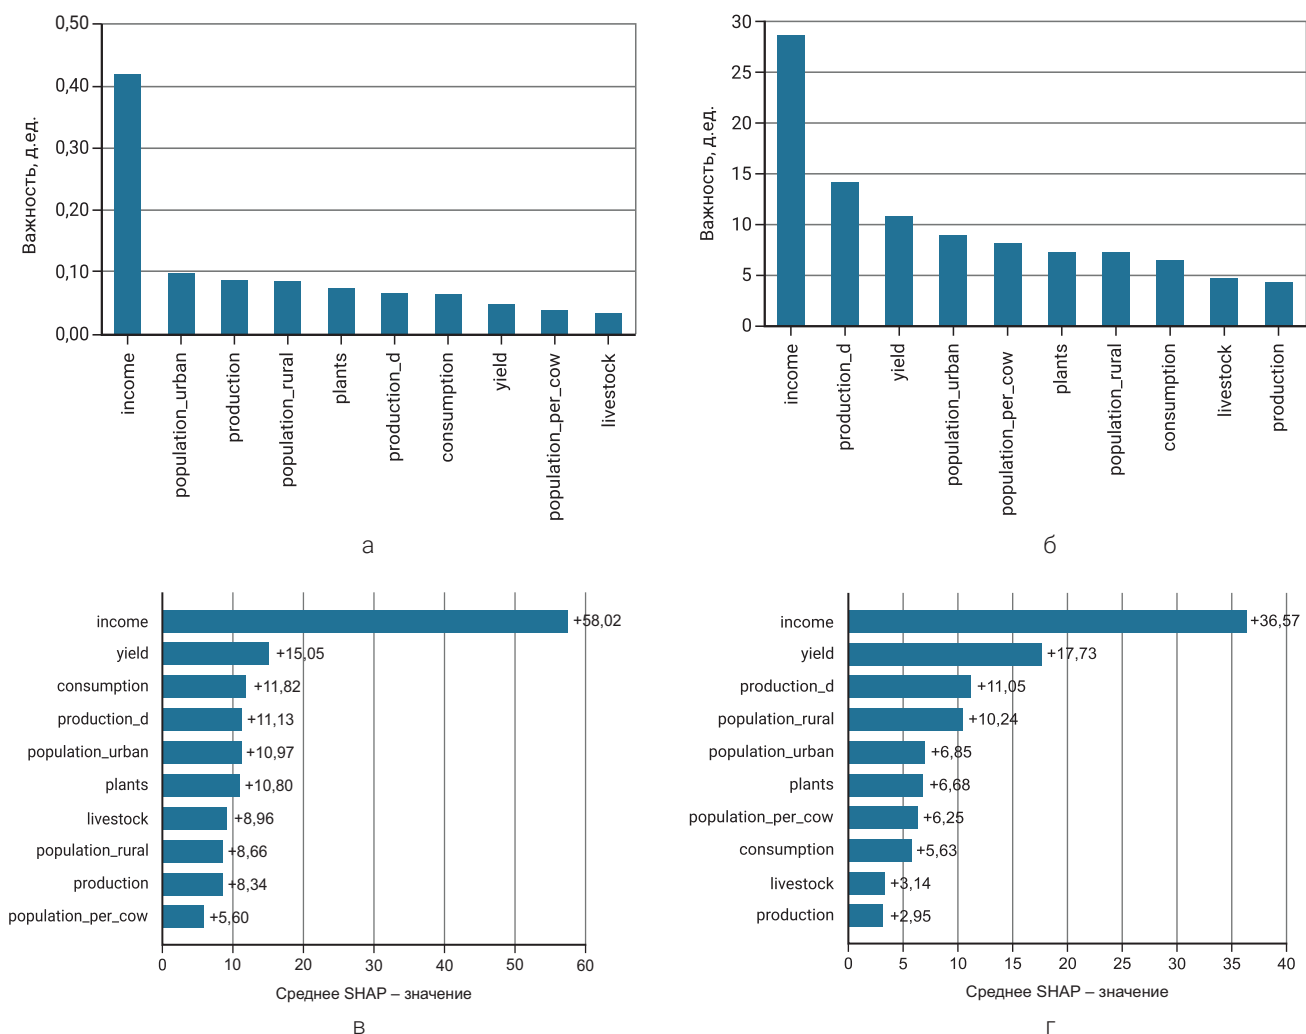 0,50
0,40
0,30
0,20
0,10
0,00
Важность, д.ед.
income
population_urban
production
population_rural
plants
production_d
consumption
yield
population_per_cow
livestock
а
30
25
20
15
10
5
0
Важность, д.ед.
income
production_d
yield
population_urban
population_per_cow
plants
population_rural
consumption
livestock
production
б
income +58,02
yield +15,05
consumption +11,82
production_d +11,13
population_urban +10,97
plants +10,80
livestock +8,96
population_rural +8,66
production +8,34
population_per_cow +5,60
0 10 20 30 40 50 60
Среднее SHAP – значение
в
income +36,57
yield +17,73
production_d +11,05
population_rural +10,24
population_urban +6,85
plants +6,68
population_per_cow +6,25
consumption +5,63
livestock +3,14
production +2,95
0 5 10 15 20 25 30 35 40
Среднее SHAP – значение
г